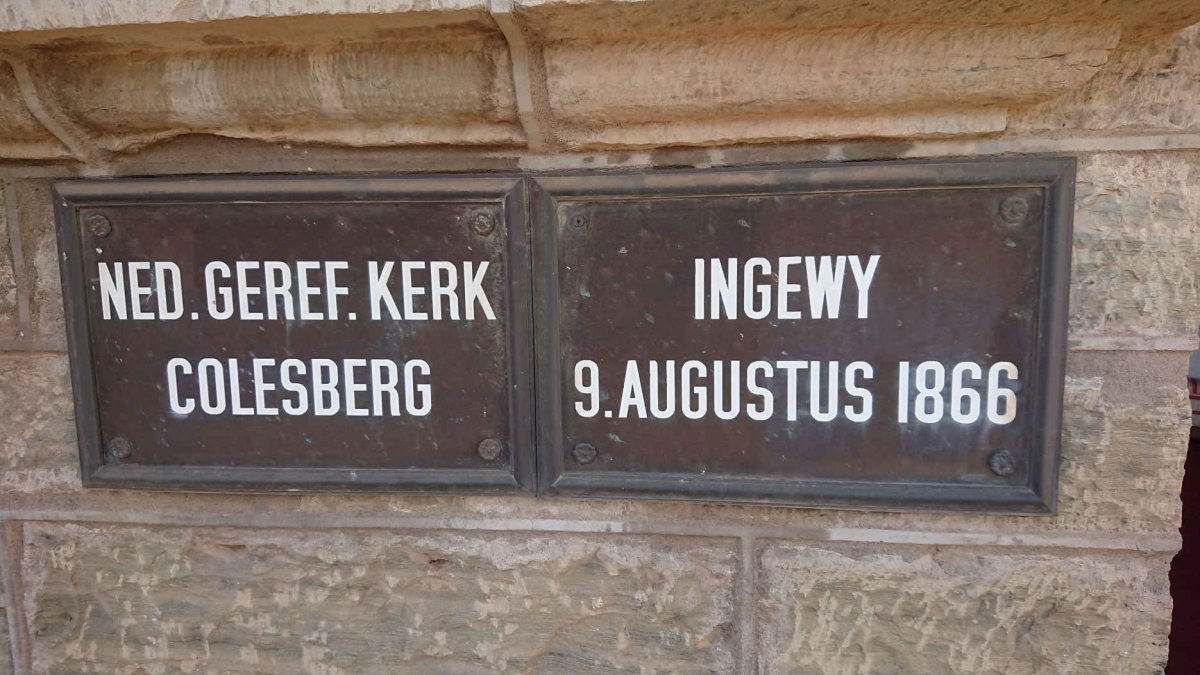 NED. GEREF. KERK
COLESBERG
INGEWY
9. AUGUSTUS 1866